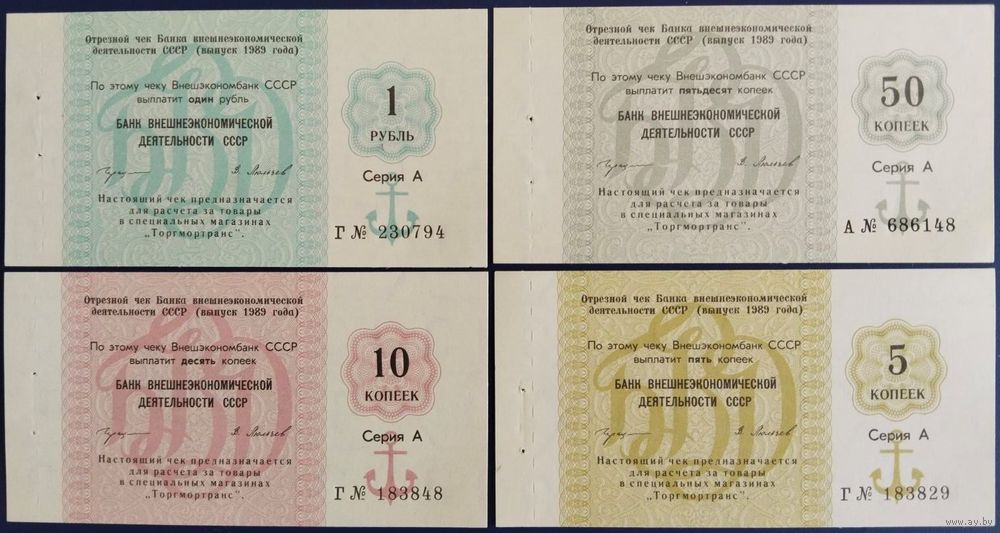 Отрезной чек Банка внешнеэкономической
деятельности СССР (выпуск 1989 года)
По этому чеку Внешэкономбанк СССР
выплатит один рубль
БАНК ВНЕШНЕЭКОНОМИЧЕСКОЙ
ДЕЯТЕЛЬНОСТИ СССР
Настоящий чек предназначается
для расчета за товары
в специальных магазинах
„Торгмортранс".
1
РУБЛЬ
Серия А
Г № 230794
Отрезной чек Банка внешнеэкономической
деятельности СССР (выпуск 1989 года)
По этому чеку Внешэкономбанк СССР
выплатит пятьдесят копеек
БАНК ВНЕШНЕЭКОНОМИЧЕСКОЙ
ДЕЯТЕЛЬНОСТИ СССР
Настоящий чек предназначается
для расчета за товары
в специальных магазинах
„Торгмортранс".
50
КОПЕЕК
Серия А
А № 686148
Отрезной чек Банка внешнеэкономической
деятельности СССР (выпуск 1989 года)
По этому чеку Внешэкономбанк СССР
выплатит десять копеек
БАНК ВНЕШНЕЭКОНОМИЧЕСКОЙ
ДЕЯТЕЛЬНОСТИ СССР
Настоящий чек предназначается
для расчета за товары
в специальных магазинах
„Торгмортранс".
10
КОПЕЕК
Серия А
Г № 183848
Отрезной чек Банка внешнеэкономической
деятельности СССР (выпуск 1989 года)
По этому чеку Внешэкономбанк СССР
выплатит пять копеек
БАНК ВНЕШНЕЭКОНОМИЧЕСКОЙ
ДЕЯТЕЛЬНОСТИ СССР
Настоящий чек предназначается
для расчета за товары
в специальных магазинах
„Торгмортранс".
5
КОПЕЕК
Серия А
Г № 183829
www.ay.by